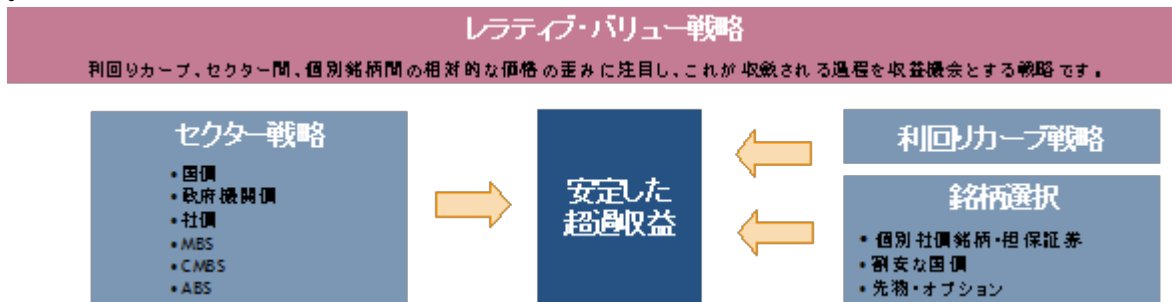 レラティブ・バリュー戦略
利回りカーブ、セクター間、個別銘柄間の相対的な価格の歪みに注目し、これが収斂される過程を収益機会とする戦略です。
セクター戦略
•国債
•政府機関債
•社債
•MBS
•CMBS
•ABS
安定した
超過収益
利回りカーブ戦略
銘柄選択
• 個別社債銘柄・担保証券
•割安な国債
•先物・オプション